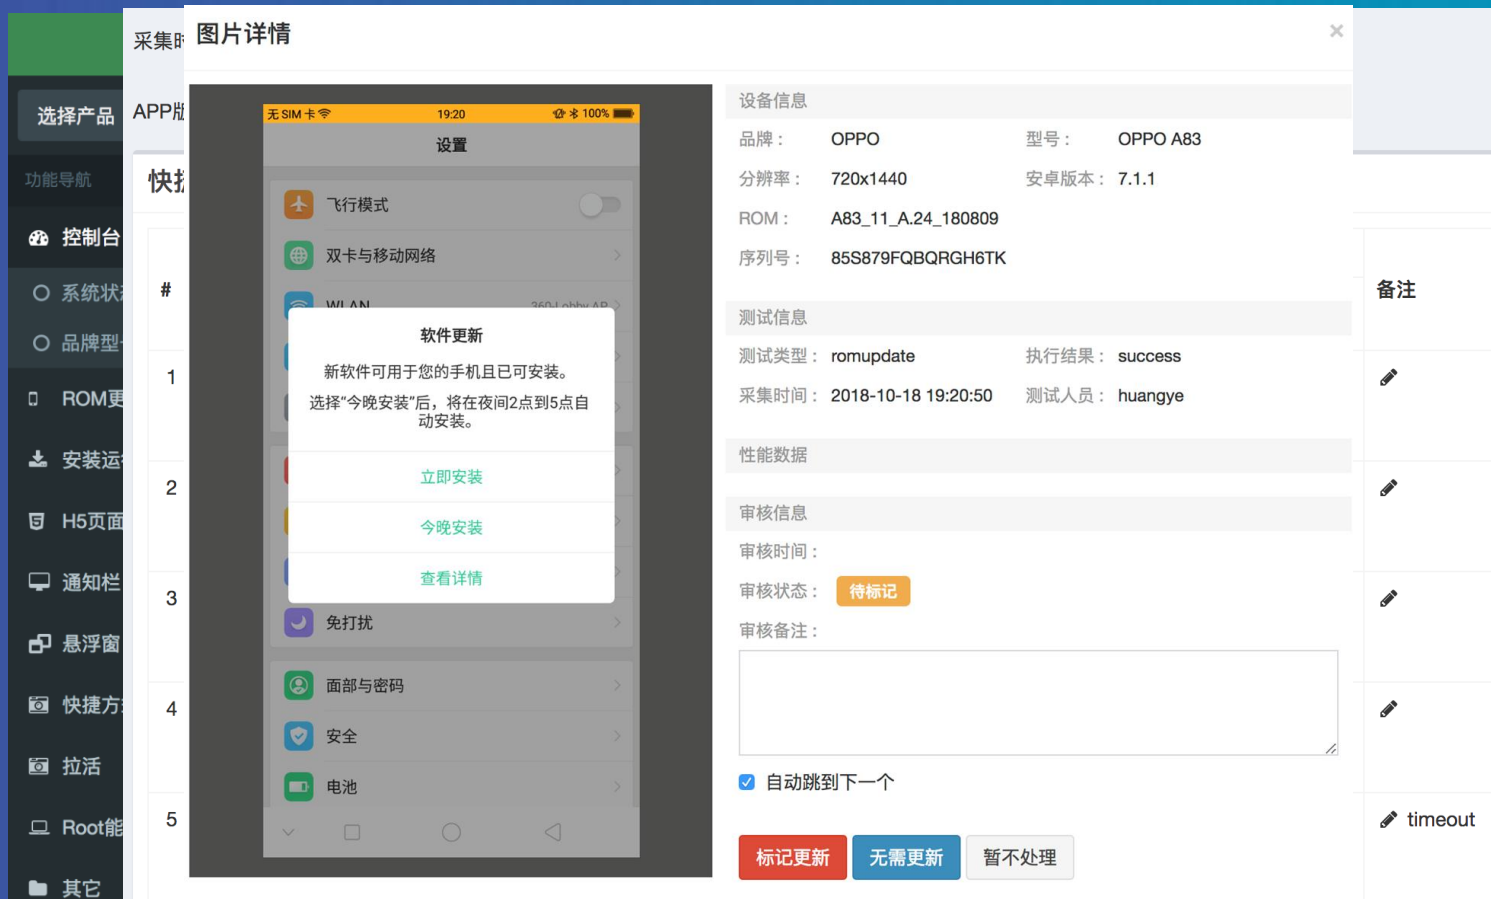 采集时
APP版
选择产品
功能导航
控制台
系统状
品牌型
ROM更
安装运
H5页面
通知栏
悬浮窗
快捷方
拉活
Root能
其它
#
1
2
3
4
5
图片详情
×
无 SIM 卡
19:20
100%
设置
飞行模式
双卡与移动网络
WLAN
360-Lobby AP
软件更新
新软件可用于您的手机且已可安装。
选择“今晚安装”后，将在夜间2点到5点自
动安装。
立即安装
今晚安装
查看详情
免打扰
面部与密码
安全
电池
设备信息
品牌： OPPO 型号： OPPO A83
分辨率： 720x1440 安卓版本： 7.1.1
ROM： A83_11_A.24_180809
序列号： 85S879FQBQRGH6TK
测试信息
测试类型： romupdate 执行结果： success
采集时间： 2018-10-18 19:20:50 测试人员： huangye
性能数据
审核信息
审核时间：
审核状态： 待标记
审核备注：
自动跳到下一个
标记更新 无需更新 暂不处理
备注
timeout